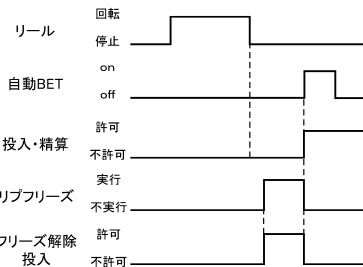 リール
回転
停止
自動BET
on
off
投入・精算
許可
不許可
リプフリーズ
実行
不実行
フリーズ解除
投入
許可
不許可